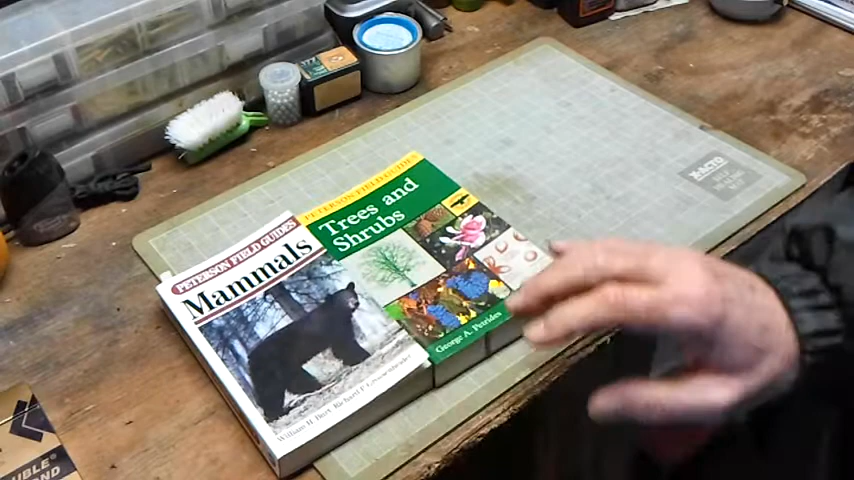 PETERSON FIELD GUIDES
Mammals
William H. Burt, Richard P. Grossenheider
PETERSON FIELD GUIDES
Trees and
Shrubs
George A. Petrides
X-ACTO